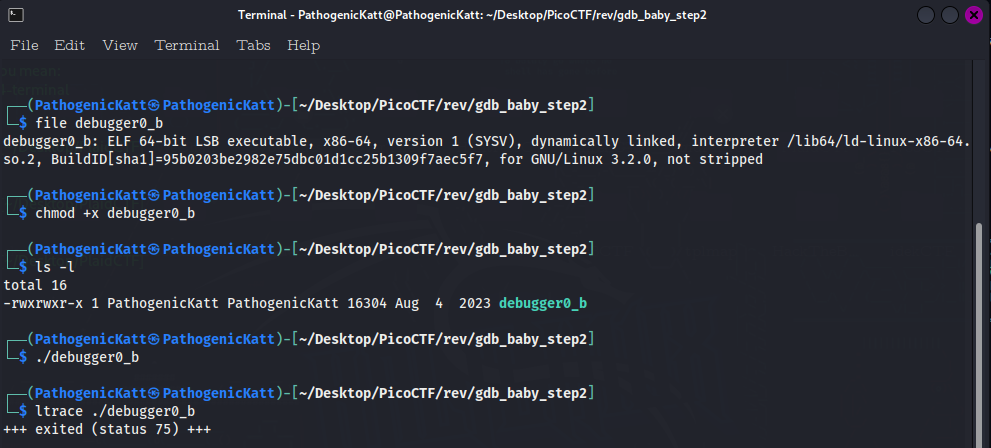 Terminal - PathogenicKatt@PathogenicKatt: ~/Desktop/PicoCTF/rev/gdb_baby_step2
File Edit View Terminal Tabs Help
┌──(PathogenicKatt㉿PathogenicKatt)-[~/Desktop/PicoCTF/rev/gdb_baby_step2]
└─$ file debugger0_b
debugger0_b: ELF 64-bit LSB executable, x86-64, version 1 (SYSV), dynamically linked, interpreter /lib64/ld-linux-x86-64.
so.2, BuildID[sha1]=95b0203be2982e75dbc01d1cc25b1309f7aec5f7, for GNU/Linux 3.2.0, not stripped
┌──(PathogenicKatt㉿PathogenicKatt)-[~/Desktop/PicoCTF/rev/gdb_baby_step2]
└─$ chmod +x debugger0_b
┌──(PathogenicKatt㉿PathogenicKatt)-[~/Desktop/PicoCTF/rev/gdb_baby_step2]
└─$ ls -l
total 16
-rwxrwxr-x 1 PathogenicKatt PathogenicKatt 16304 Aug  4  2023 debugger0_b
┌──(PathogenicKatt㉿PathogenicKatt)-[~/Desktop/PicoCTF/rev/gdb_baby_step2]
└─$ ./debugger0_b
┌──(PathogenicKatt㉿PathogenicKatt)-[~/Desktop/PicoCTF/rev/gdb_baby_step2]
└─$ ltrace ./debugger0_b
+++ exited (status 75) +++